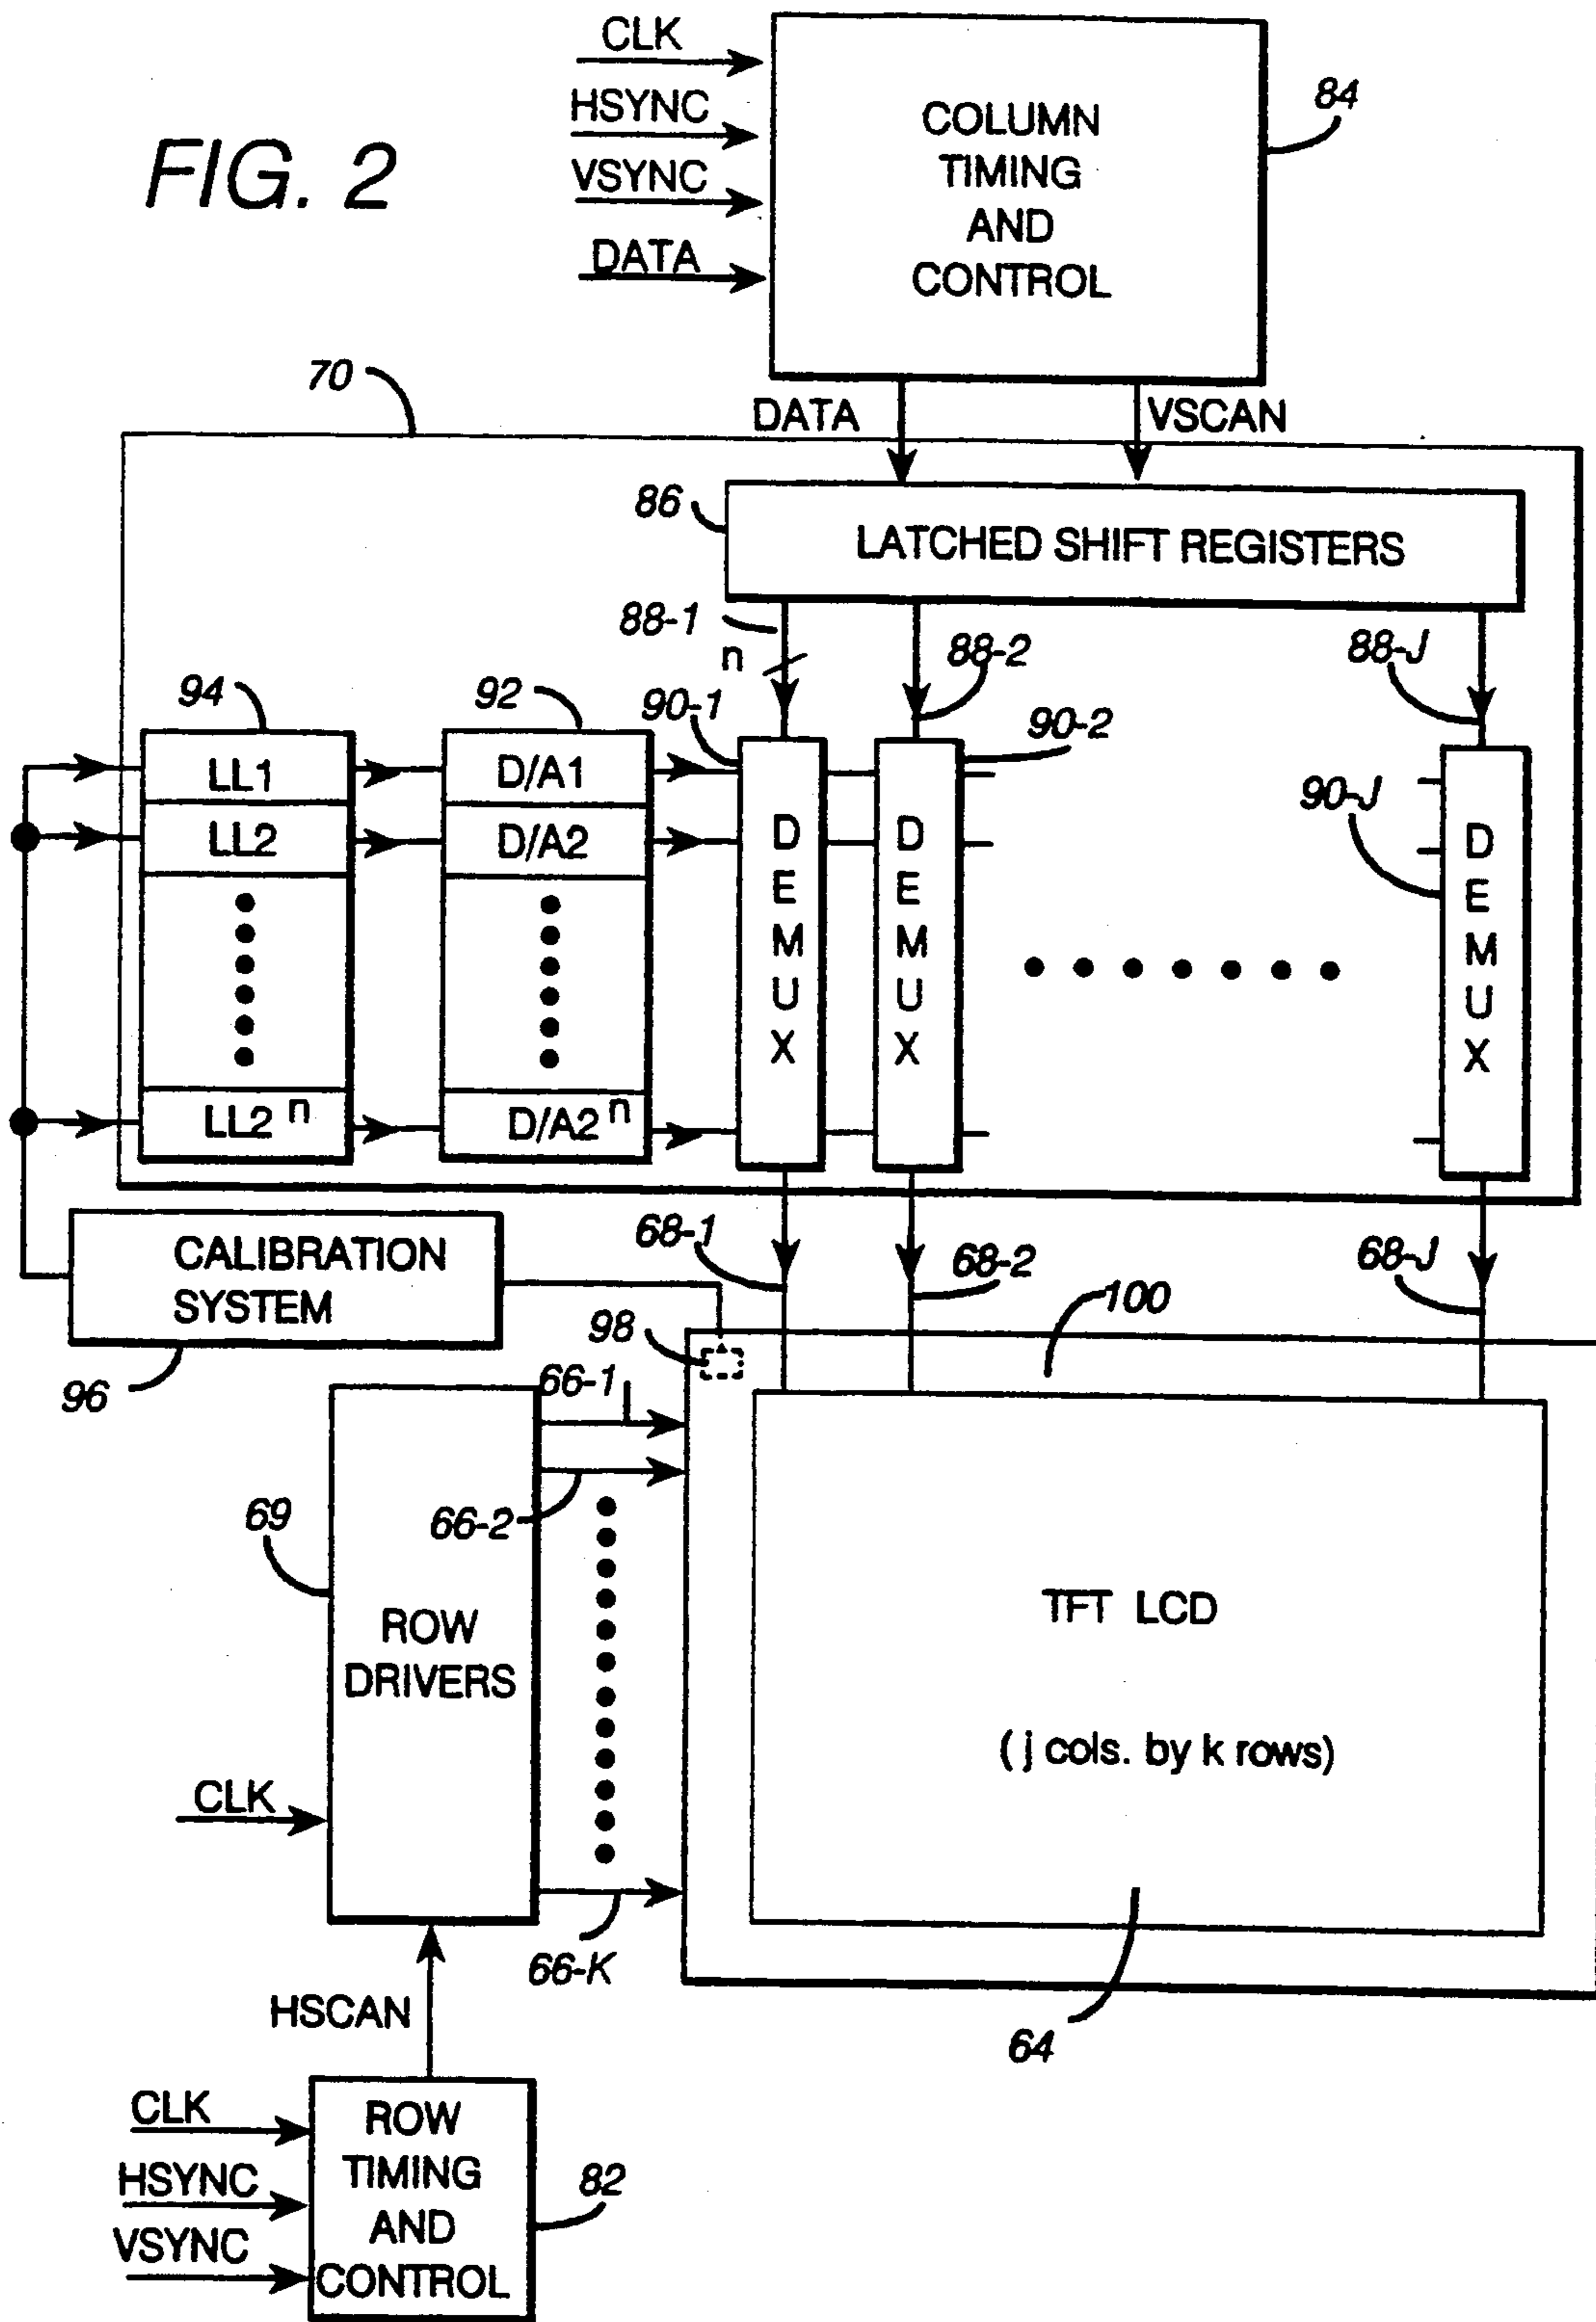 FIG. 2
CLK
HSYNC
VSYNC
DATA
COLUMN
TIMING
AND
CONTROL
84
70
DATA
VSCAN
86
LATCHED SHIFT REGISTERS
88-1
n
88-2
88-J
94
92
90-1
90-2
90-J
LL1
D/A1
LL2
D/A2
LL2 n
D/A2 n
DEMUX
DEMUX
DEMUX
CALIBRATION
SYSTEM
96
68-1
68-2
68-J
98
100
66-1
66-2
69
ROW
DRIVERS
TFT LCD
(j cols. by k rows)
CLK
66-K
64
HSCAN
CLK
HSYNC
VSYNC
ROW
TIMING
AND
CONTROL
82